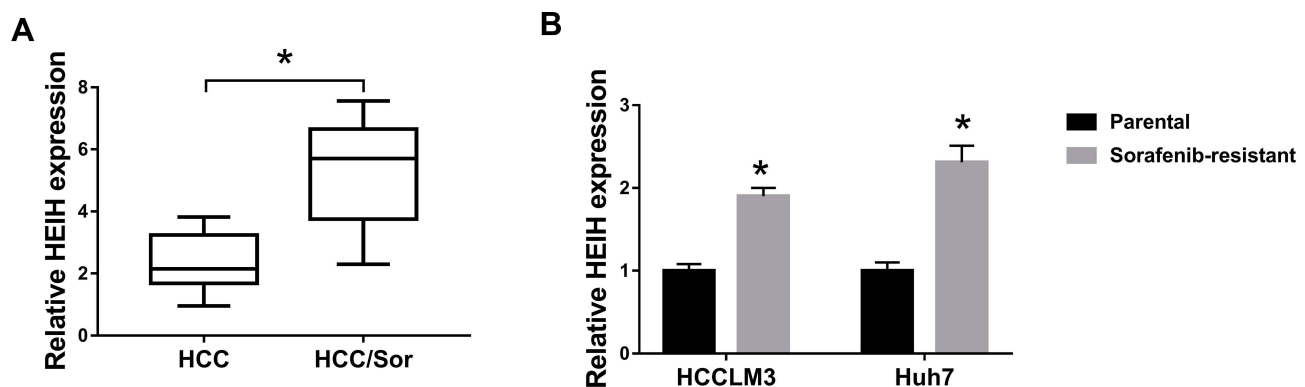 A
Relative HEIH expression
8
6
4
2
0
*
HCC
HCC/Sor
B
Relative HEIH expression
3
2
1
0
*
*
HCCLM3
Huh7
Parental
Sorafenib-resistant